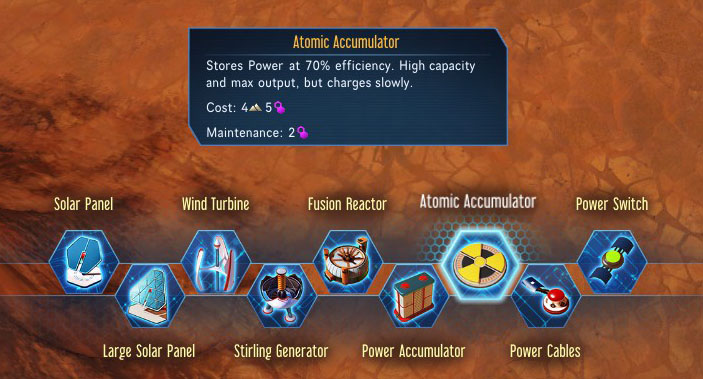 Atomic Accumulator
Stores Power at 70% efficiency. High capacity
and max output, but charges slowly.
Cost: 4 5
Maintenance: 2
Solar Panel
Wind Turbine
Fusion Reactor
Atomic Accumulator
Power Switch
Large Solar Panel
Stirling Generator
Power Accumulator
Power Cables